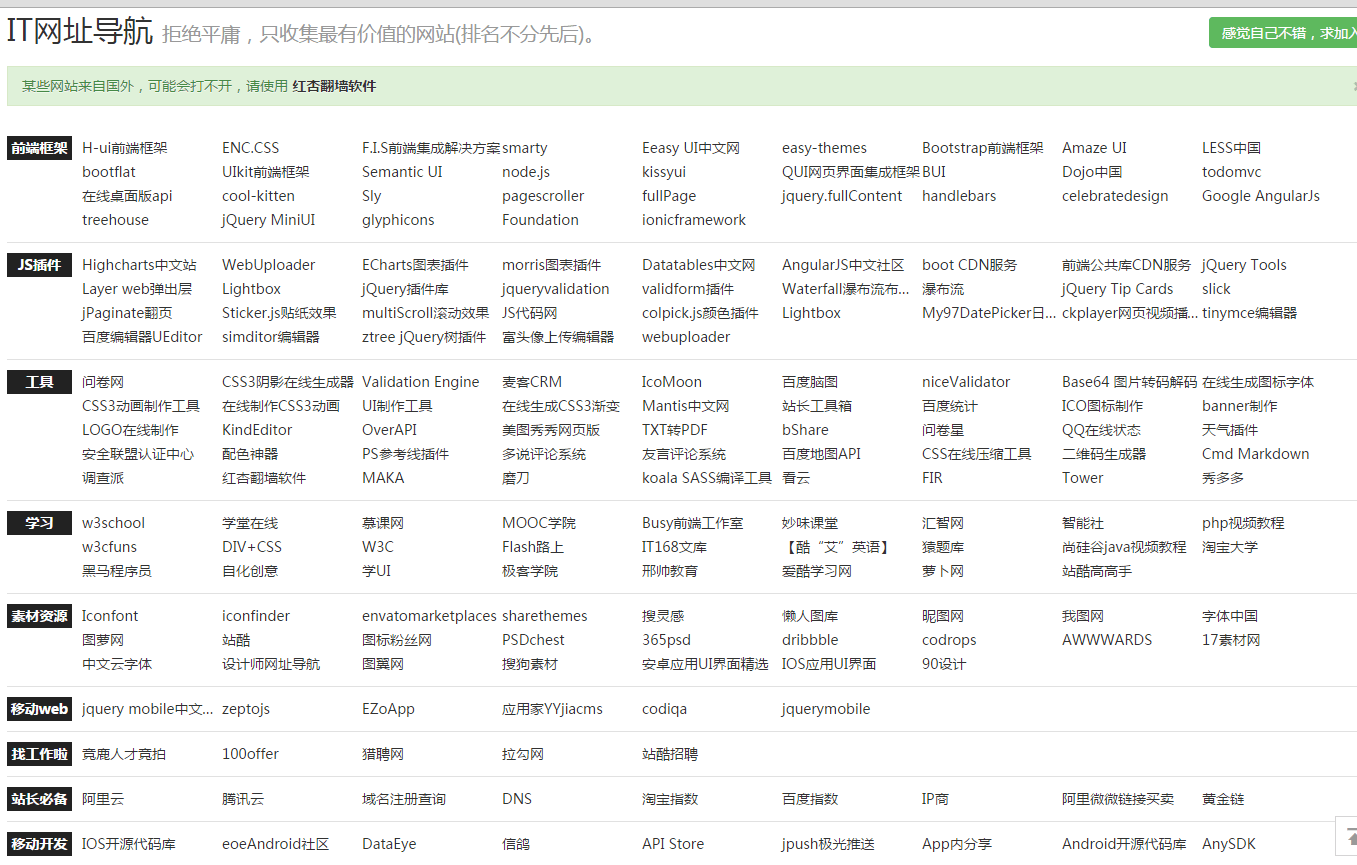 IT网址导航 拒绝平庸，只收集最有价值的网站(排名不分先后)。 感觉自己不错，求加入
某些网站来自国外，可能会打不开，请使用 红杏翻墙软件
前端框架 H-ui前端框架 ENC.CSS F.I.S前端集成解决方案 smarty Eeasy UI中文网 easy-themes Bootstrap前端框架 Amaze UI LESS中国
bootflat UIkit前端框架 Semantic UI node.js kissyui QUI网页界面集成框架 BUI Dojo中国 todomvc
在线桌面版api cool-kitten Sly pagescroller fullPage jquery.fullContent handlebars celebratedesign Google AngularJs
treehouse jQuery MiniUI glyphicons Foundation ionicframework
JS插件 Highcharts中文站 WebUploader ECharts图表插件 morris图表插件 Datatables中文网 AngularJS中文社区 boot CDN服务 前端公共库CDN服务 jQuery Tools
Layer web弹出层 Lightbox jQuery插件库 jqueryvalidation validform插件 Waterfall瀑布流布... 瀑布流 jQuery Tip Cards slick
jPaginate翻页 Sticker.js贴纸效果 multiScroll滚动效果 JS代码网 colpick.js颜色插件 Lightbox My97DatePicker日... ckplayer网页视频播... tinymce编辑器
百度编辑器UEditor simditor编辑器 ztree jQuery树插件 富头像上传编辑器 webuploader
工具 问卷网 CSS3阴影在线生成器 Validation Engine 麦客CRM IcoMoon 百度脑图 niceValidator Base64 图片转码解码 在线生成图标字体
CSS3动画制作工具 在线制作CSS3动画 UI制作工具 在线生成CSS3渐变 Mantis中文网 站长工具箱 百度统计 ICO图标制作 banner制作
LOGO在线制作 KindEditor OverAPI 美图秀秀网页版 TXT转PDF bShare 问卷星 QQ在线状态 天气插件
安全联盟认证中心 配色神器 PS参考线插件 多说评论系统 友言评论系统 百度地图API CSS在线压缩工具 二维码生成器 Cmd Markdown
调查派 红杏翻墙软件 MAKA 磨刀 koala SASS编译工具 看云 FIR Tower 秀多多
学习 w3school 学堂在线 慕课网 MOOC学院 Busy前端工作室 妙味课堂 汇智网 智能社 php视频教程
w3cfuns DIV+CSS W3C Flash路上 IT168文库 【酷“艾”英语】 猿题库 尚硅谷java视频教程 淘宝大学
黑马程序员 自化创意 学UI 极客学院 邢帅教育 爱酷学习网 萝卜网 站酷高高手
素材资源 Iconfont iconfinder envatomarketplaces sharethemes 搜灵感 懒人图库 昵图网 我图网 字体中国
图萝网 站酷 图标粉丝网 PSDchest 365psd dribbble codrops AWWWARDS 17素材网
中文云字体 设计师网址导航 图翼网 搜狗素材 安卓应用UI界面精选 IOS应用UI界面 90设计
移动web jquery mobile中文... zeptojs EZoApp 应用家YYjiacms codiqa jquerymobile
找工作啦 竞鹿人才竞拍 100offer 猎聘网 拉勾网 站酷招聘
站长必备 阿里云 腾讯云 域名注册查询 DNS 淘宝指数 百度指数 IP商 阿里微微链接买卖 黄金链
移动开发 IOS开源代码库 eoeAndroid社区 DataEye 信鸽 API Store jpush极光推送 App内分享 Android开源代码库 AnySDK